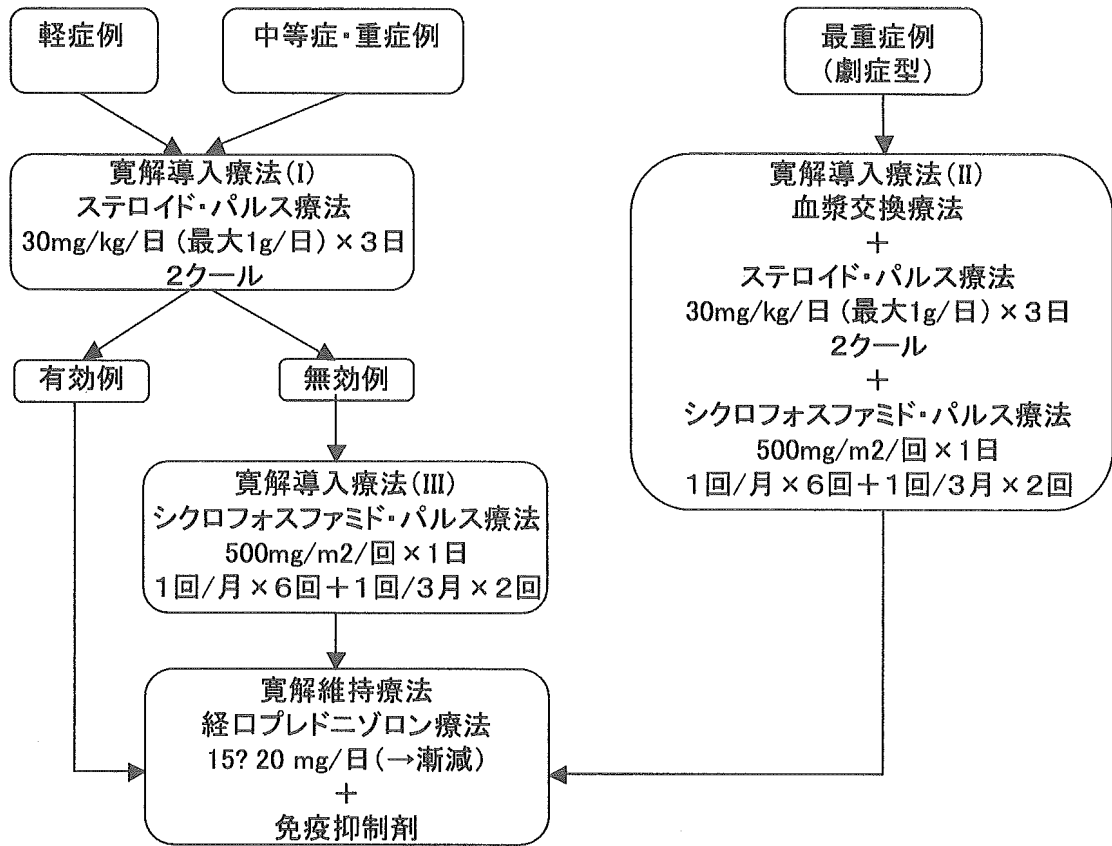 軽症例
中等症・重症例
最重症例
(劇症型)
寛解導入療法(I)
ステロイド・パルス療法
30mg/kg/日 (最大1g/日) ×３日
２クール
寛解導入療法(II)
血漿交換療法
＋
ステロイド・パルス療法
30mg/kg/日 (最大1g/日) ×３日
２クール
＋
シクロフォスファミド・パルス療法
500mg/m2/回×1日
１回/月×６回＋１回/３月×２回
有効例
無効例
寛解導入療法(III)
シクロフォスファミド・パルス療法
500mg/m2/回×1日
１回/月×６回＋１回/３月×２回
寛解維持療法
経口プレドニゾロン療法
15? 20 mg/日(→漸減)
＋
免疫抑制剤